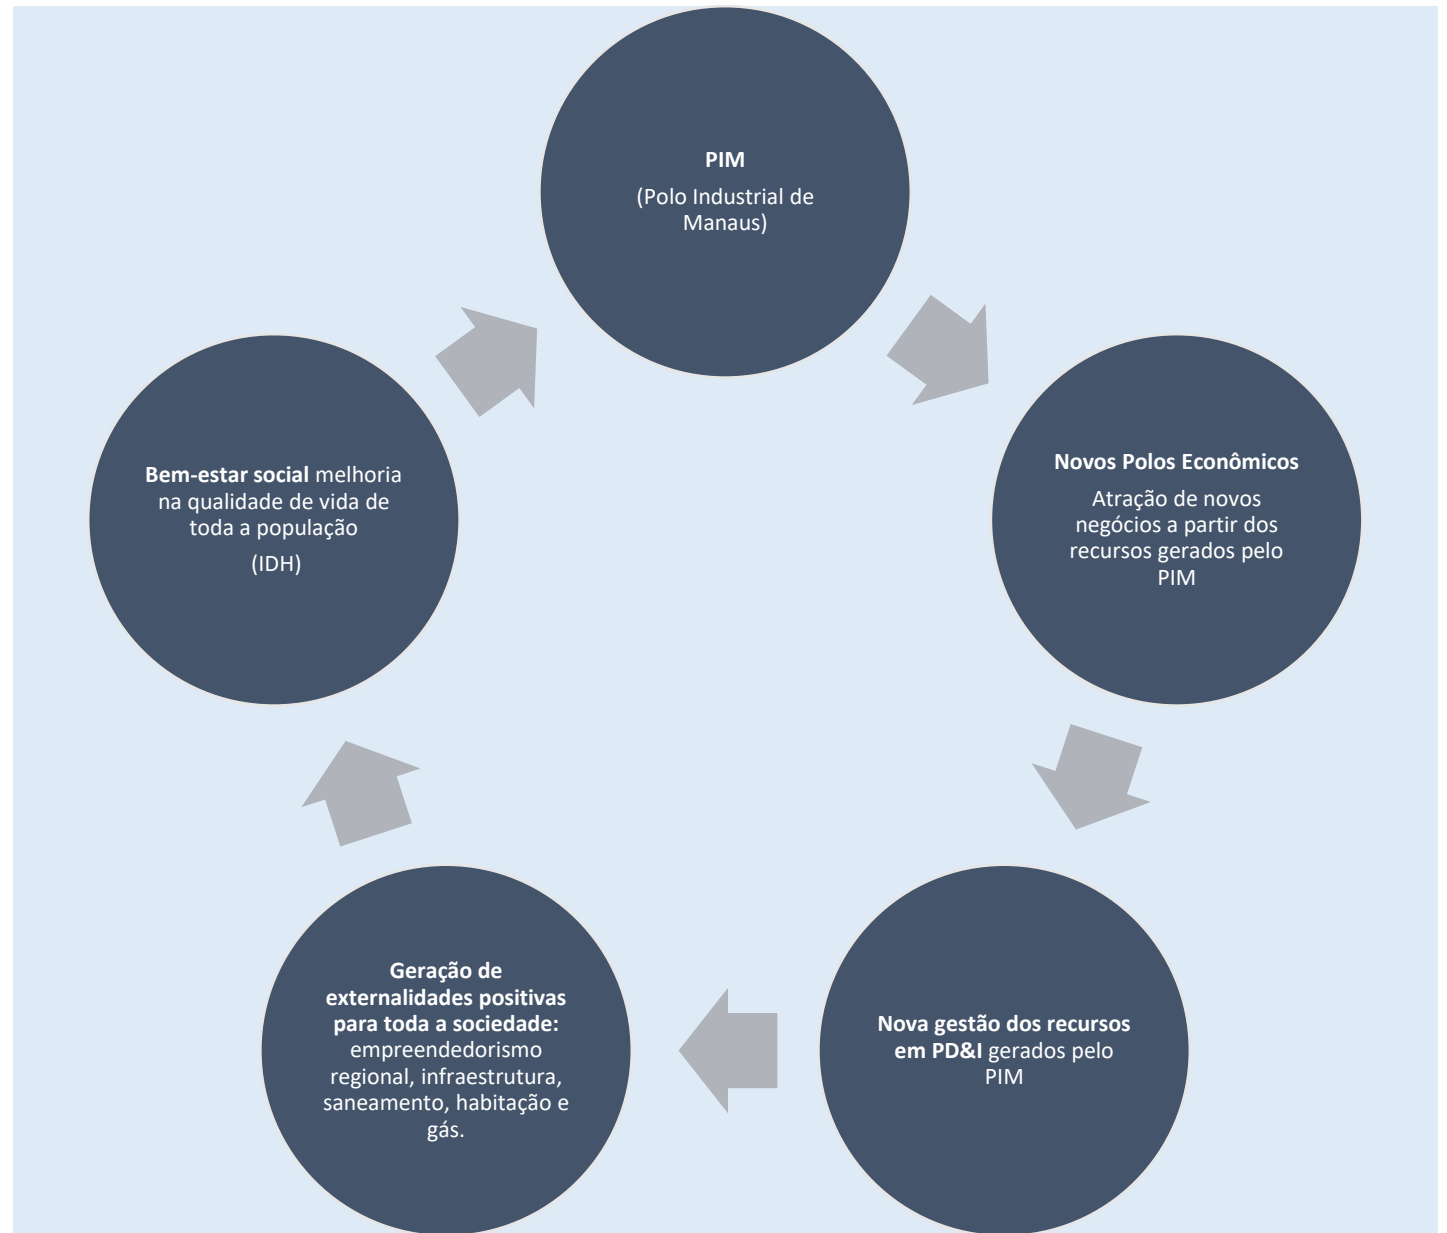 PIM
(Polo Industrial de
Manaus)
Novos Polos Econômicos
Atração de novos
negócios a partir dos
recursos gerados pelo
PIM
Nova gestão dos recursos
em PD&I gerados pelo
PIM
Geração de
externalidades positivas
para toda a sociedade:
empreendedorismo
regional, infraestrutura,
saneamento, habitação e
gás.
Bem-estar social melhoria
na qualidade de vida de
toda a população
(IDH)